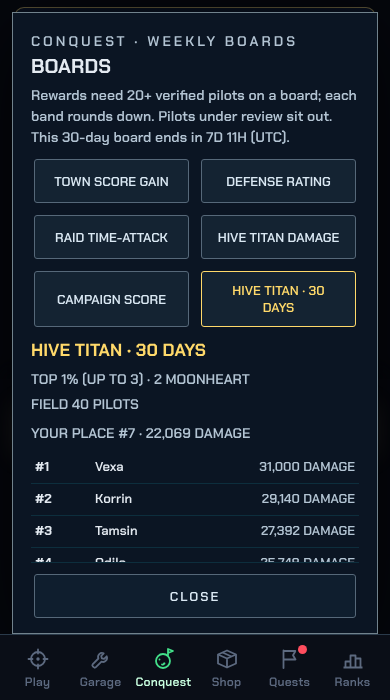 CONQUEST · WEEKLY BOARDS
BOARDS
Rewards need 20+ verified pilots on a board; each
band rounds down. Pilots under review sit out.
This 30-day board ends in 7D 11H (UTC).
TOWN SCORE GAIN
DEFENSE RATING
RAID TIME-ATTACK
HIVE TITAN DAMAGE
CAMPAIGN SCORE
HIVE TITAN · 30
DAYS
HIVE TITAN · 30 DAYS
TOP 1% (UP TO 3) · 2 MOONHEART
FIELD 40 PILOTS
YOUR PLACE #7 · 22,069 DAMAGE
#1 Vexa 31,000 DAMAGE
#2 Korrin 29,140 DAMAGE
#3 Tamsin 27,392 DAMAGE
CLOSE
Play Garage Conquest Shop Quests Ranks